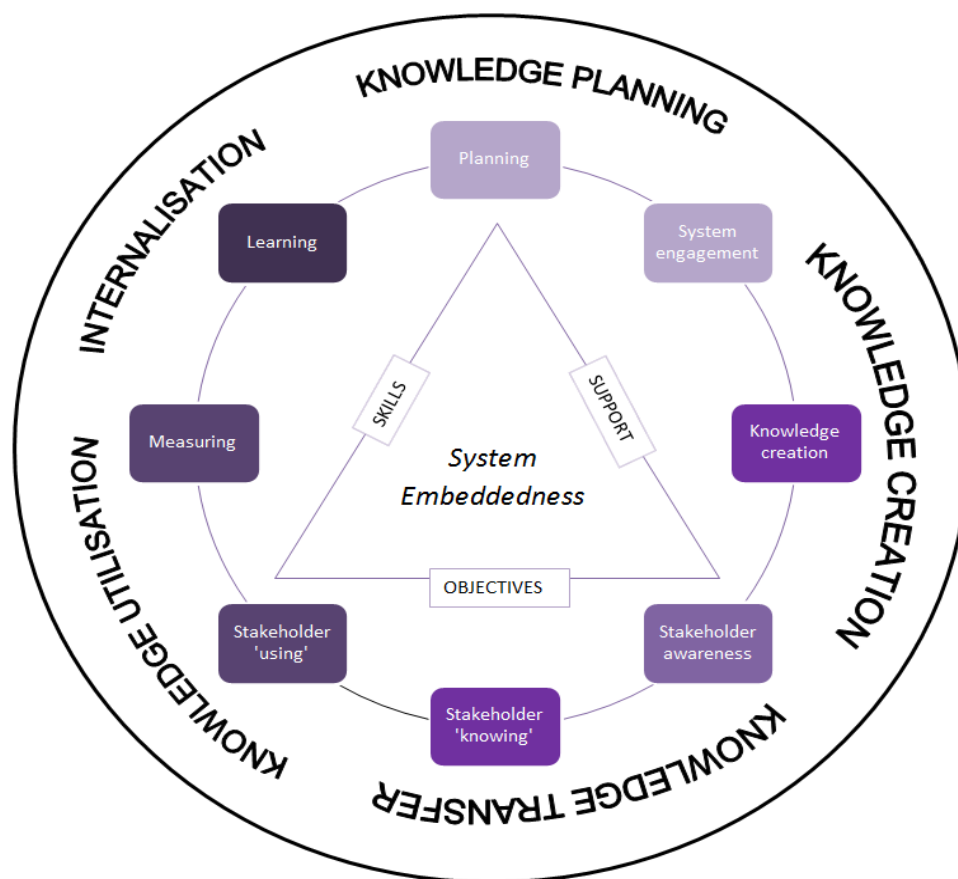 KNOWLEDGE PLANNING
KNOWLEDGE CREATION
KNOWLEDGE TRANSFER
KNOWLEDGE UTILISATION
INTERNALISATION
Planning
System
engagement
Knowledge
creation
Stakeholder
awareness
Stakeholder
'knowing'
Stakeholder
'using'
Measuring
Learning
SKILLS
SUPPORT
OBJECTIVES
System
Embeddedness